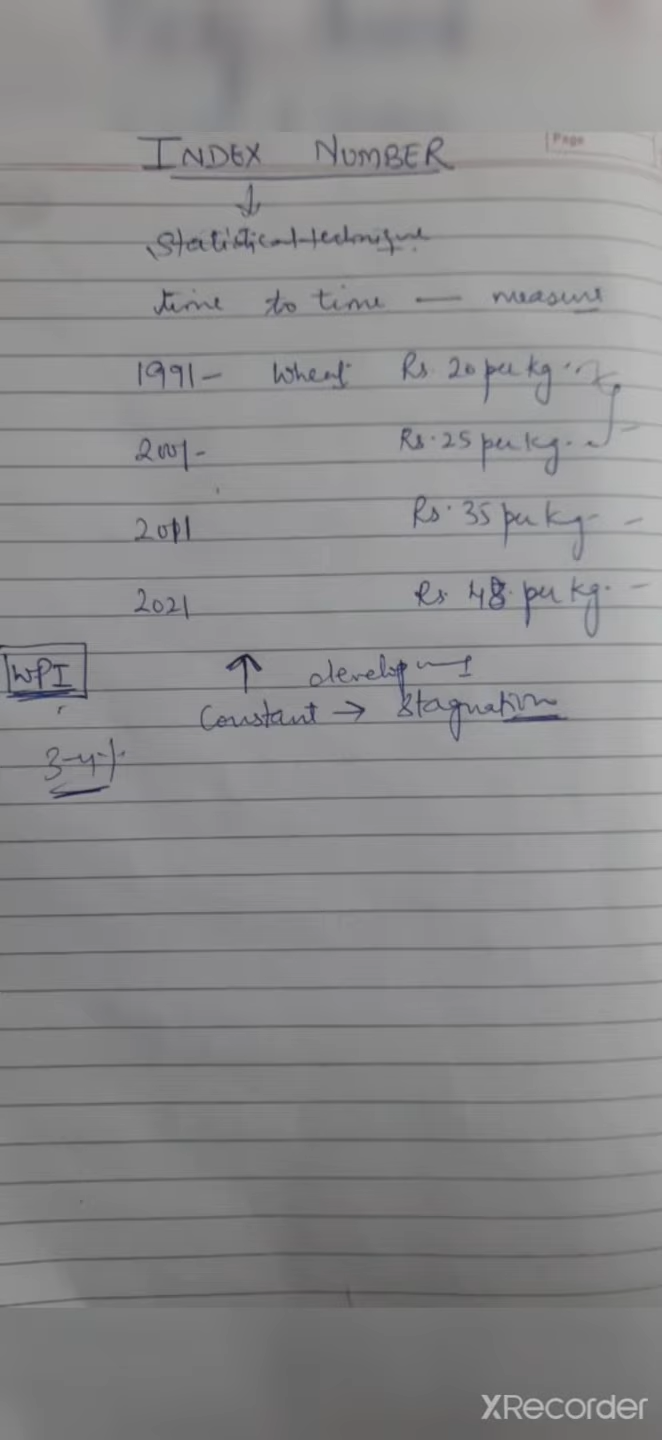 INDEX NUMBER
Page
↓
Statistical technique
time to time — measure
1991 - Wheat Rs. 20 per kg.
2001 - Rs. 25 per kg.
2011 Rs. 35 per kg -
2021 Rs. 48 per kg. -
WPI
↑ development
Constant → Stagnation
3-4%
XRecorder